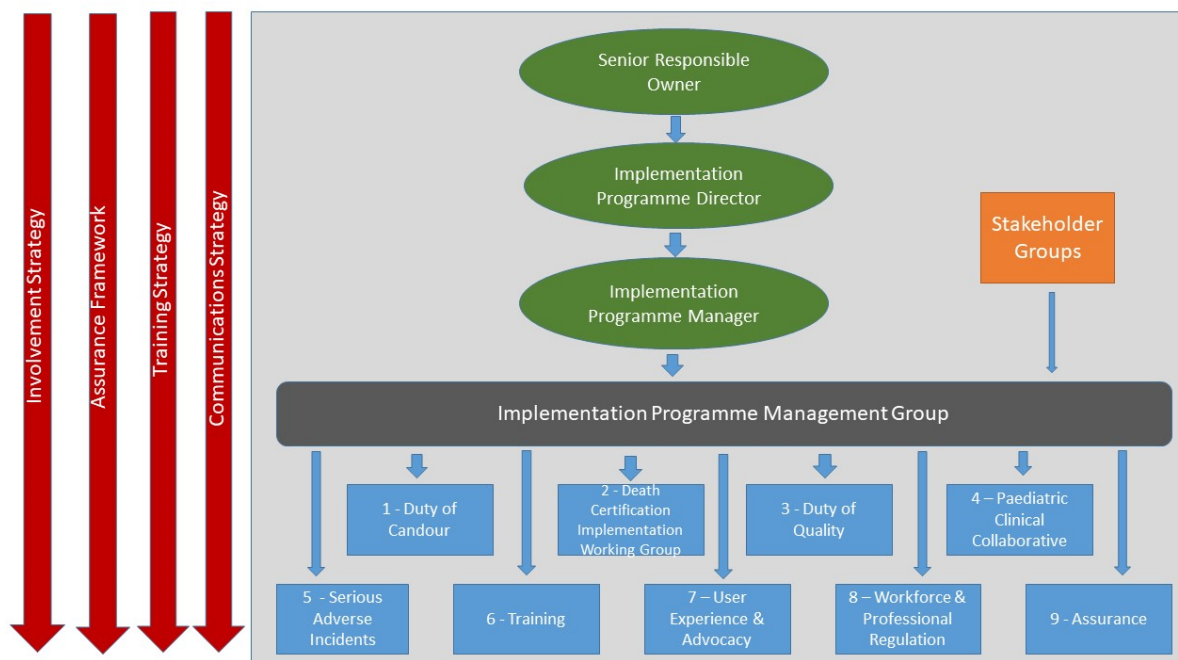 Involvement Strategy
Assurance Framework
Training Strategy
Communications Strategy
Senior Responsible
Owner
Implementation
Programme Director
Stakeholder
Groups
Implementation
Programme Manager
Implementation Programme Management Group
1 - Duty of
Candour
2 - Death
Certification
Implementation
Working Group
3 - Duty of
Quality
4 – Paediatric
Clinical
Collaborative
5 - Serious
Adverse
Incidents
6 - Training
7 – User
Experience &
Advocacy
8 – Workforce &
Professional
Regulation
9 - Assurance